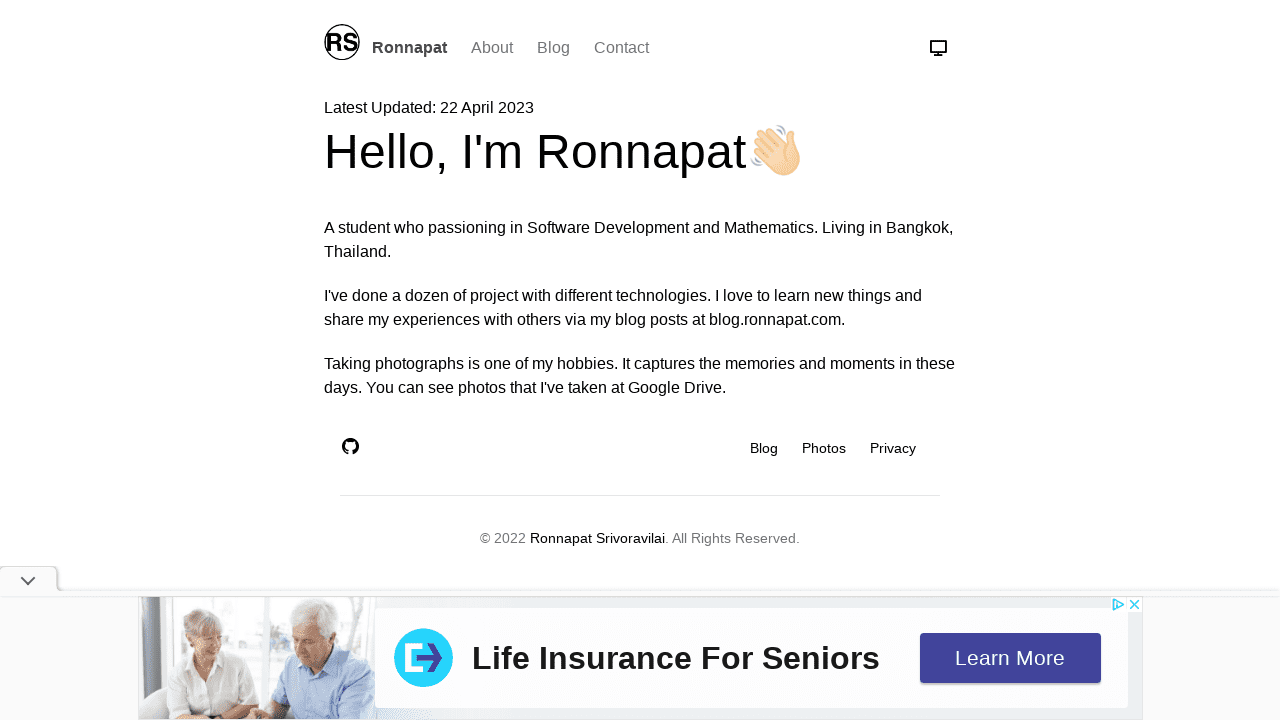 RS
Ronnapat About Blog Contact
Latest Updated: 22 April 2023
Hello, I'm Ronnapat👋🏻
A student who passioning in Software Development and Mathematics. Living in Bangkok,
Thailand.
I've done a dozen of project with different technologies. I love to learn new things and
share my experiences with others via my blog posts at blog.ronnapat.com.
Taking photographs is one of my hobbies. It captures the memories and moments in these
days. You can see photos that I've taken at Google Drive.
Blog Photos Privacy
© 2022 Ronnapat Srivoravilai. All Rights Reserved.
Life Insurance For Seniors
Learn More